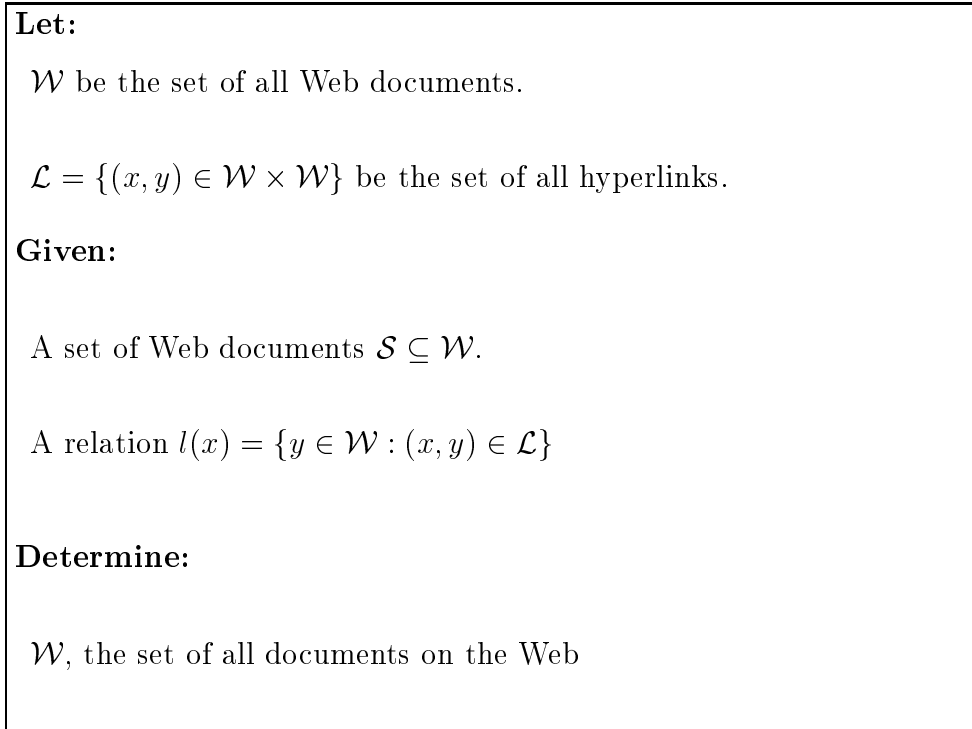 Let:
𝒲 be the set of all Web documents.
ℒ = {(x, y) ∈ 𝒲 × 𝒲} be the set of all hyperlinks.
Given:
A set of Web documents 𝒮 ⊆ 𝒲.
A relation l(x) = {y ∈ 𝒲 : (x, y) ∈ ℒ}
Determine:
𝒲, the set of all documents on the Web